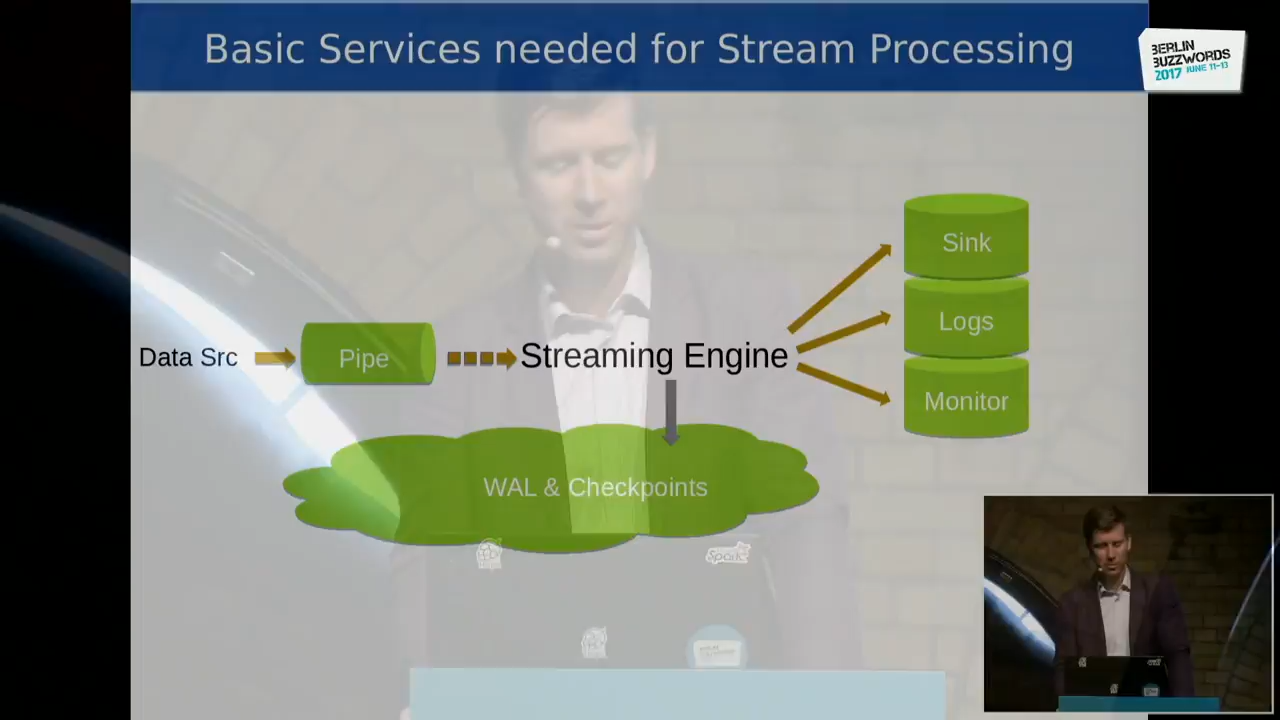 Basic Services needed for Stream Processing
BERLIN
BUZZWORDS
2017 JUNE 11-13
Sink
Logs
Data Src
Pipe
Streaming Engine
Monitor
WAL & Checkpoints
Spark